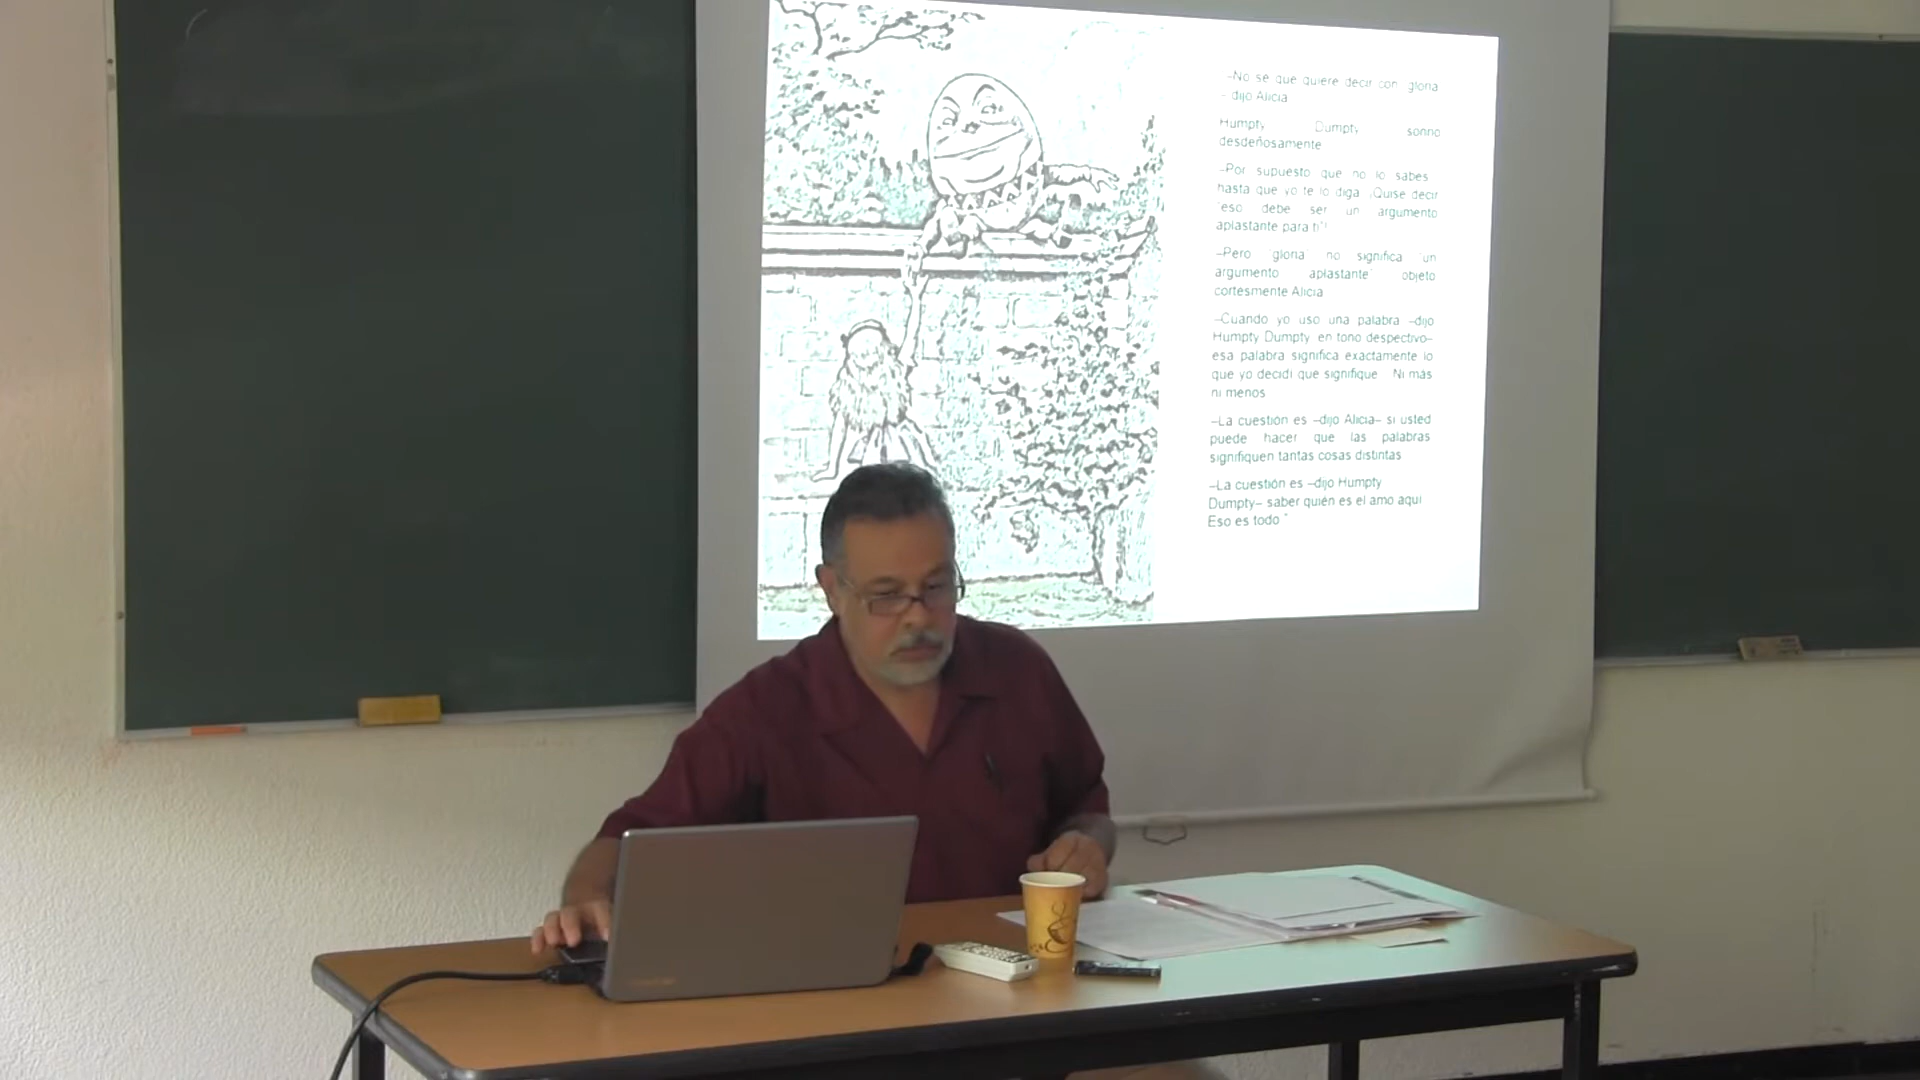 –No sé que quiere decir con gloria
– dijo Alicia
Humpty Dumpty sonrió
desdeñosamente
–Por supuesto que no lo sabes
hasta que yo te lo diga ¡Quise decir
"eso debe ser un argumento
aplastante para ti"!
–Pero "gloria" no significa "un
argumento aplastante" objetó
cortesmente Alicia
–Cuando yo uso una palabra –dijo
Humpty Dumpty en tono despectivo–
esa palabra significa exactamente lo
que yo decidí que signifique Ni más
ni menos
–La cuestión es –dijo Alicia– si usted
puede hacer que las palabras
signifiquen tantas cosas distintas
–La cuestión es –dijo Humpty
Dumpty– saber quién es el amo aquí
Eso es todo "